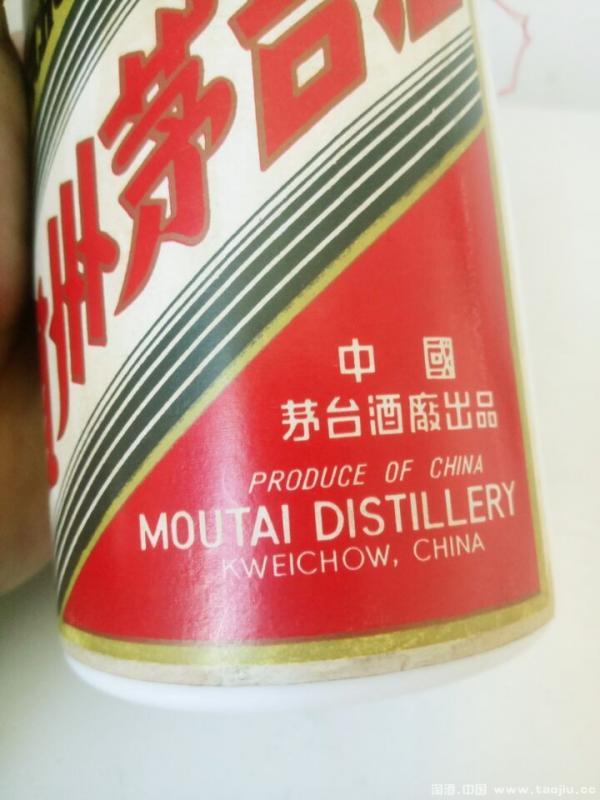 州茅台酒
中國
茅台酒廠出品
PRODUCE OF CHINA
MOUTAI DISTILLERY
KWEICHOW, CHINA
淘酒.中国 www.taojiu.cc